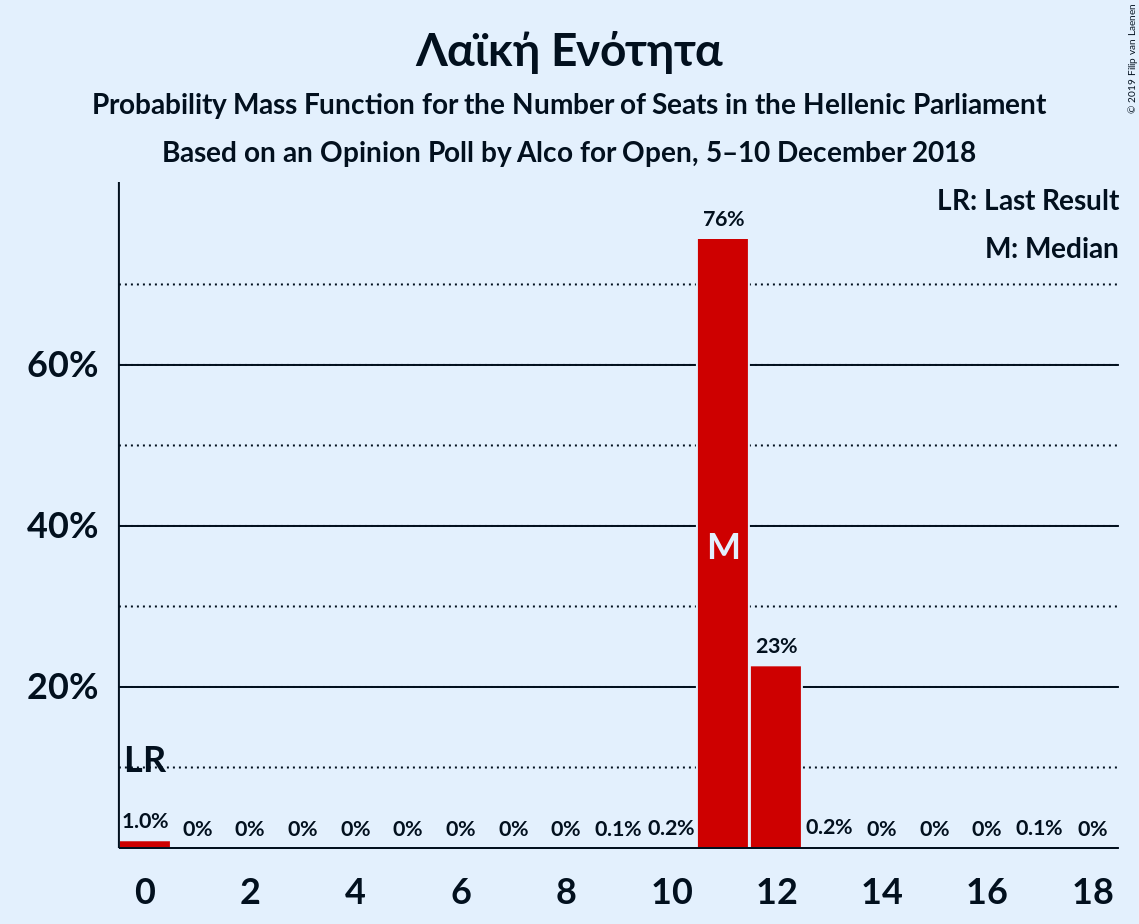 Λαϊκή Ενότητα
Probability Mass Function for the Number of Seats in the Hellenic Parliament
Based on an Opinion Poll by Alco for Open, 5–10 December 2018
© 2019 Filip van Laenen
LR: Last Result
M: Median
76%
60%
40%
M
23%
20%
LR
1.0% 0% 0% 0% 0% 0% 0% 0% 0% 0.1% 0.2% 0.2% 0% 0% 0% 0.1% 0%
0 2 4 6 8 10 12 14 16 18